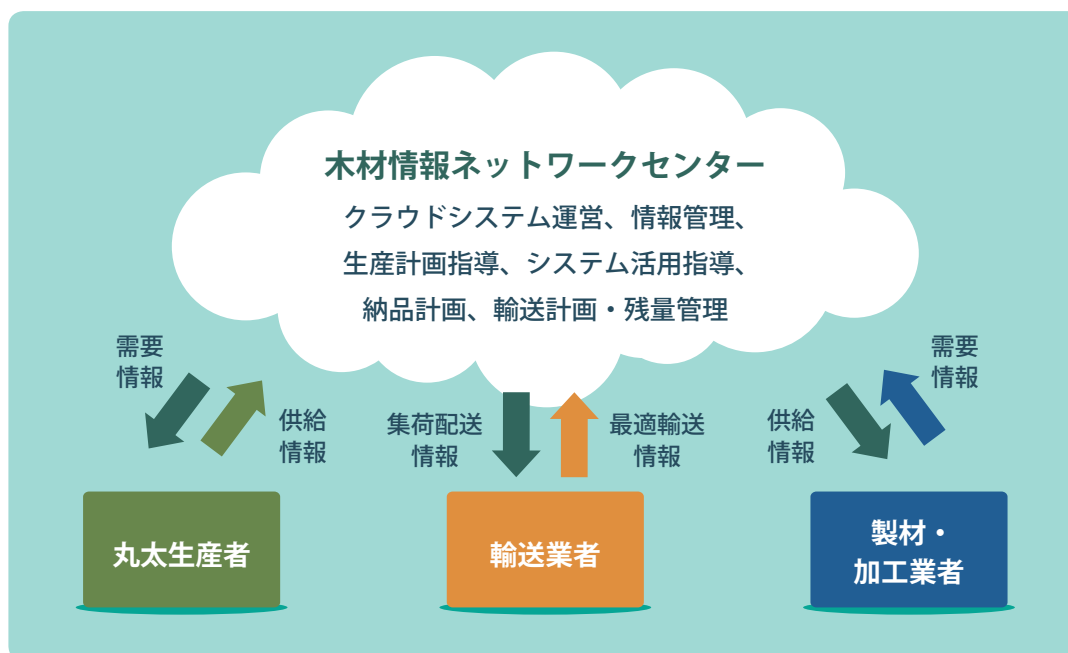 木材情報ネットワークセンター
クラウドシステム運営、情報管理、
生産計画指導、システム活用指導、
納品計画、輸送計画・残量管理
需要
情報
供給
情報
集荷配送
情報
最適輸送
情報
供給
情報
需要
情報
丸太生産者
輸送業者
製材・
加工業者